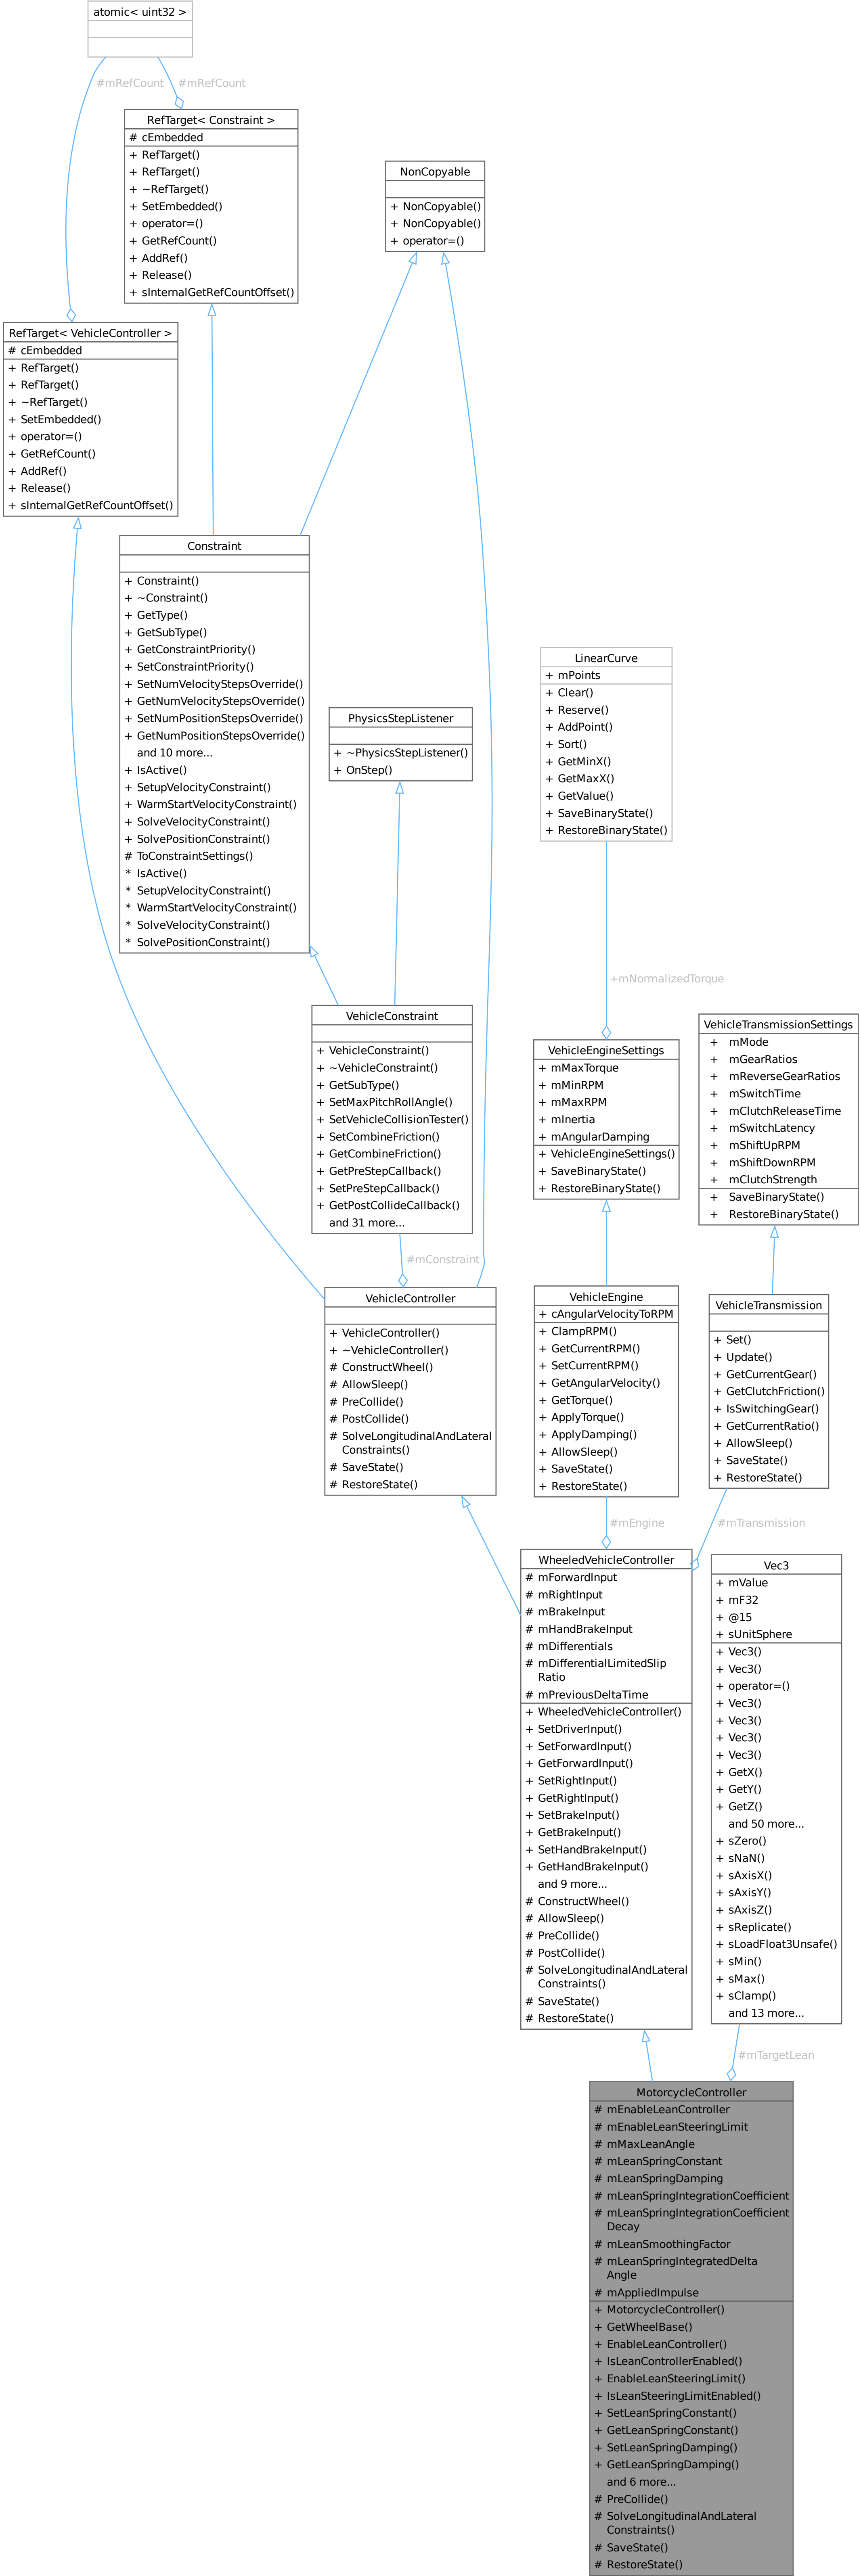 atomic< uint32 >
#mRefCount
#mRefCount
RefTarget< Constraint >
# cEmbedded
+ RefTarget()
+ RefTarget()
+ ~RefTarget()
+ SetEmbedded()
+ operator=()
+ GetRefCount()
+ AddRef()
+ Release()
+ sInternalGetRefCountOffset()
NonCopyable
+ NonCopyable()
+ NonCopyable()
+ operator=()
RefTarget< VehicleController >
# cEmbedded
+ RefTarget()
+ RefTarget()
+ ~RefTarget()
+ SetEmbedded()
+ operator=()
+ GetRefCount()
+ AddRef()
+ Release()
+ sInternalGetRefCountOffset()
Constraint
+ Constraint()
+ ~Constraint()
+ GetType()
+ GetSubType()
+ GetConstraintPriority()
+ SetConstraintPriority()
+ SetNumVelocityStepsOverride()
+ GetNumVelocityStepsOverride()
+ SetNumPositionStepsOverride()
+ GetNumPositionStepsOverride()
and 10 more...
+ IsActive()
+ SetupVelocityConstraint()
+ WarmStartVelocityConstraint()
+ SolveVelocityConstraint()
+ SolvePositionConstraint()
# ToConstraintSettings()
* IsActive()
* SetupVelocityConstraint()
* WarmStartVelocityConstraint()
* SolveVelocityConstraint()
* SolvePositionConstraint()
PhysicsStepListener
+ ~PhysicsStepListener()
+ OnStep()
LinearCurve
+ mPoints
+ Clear()
+ Reserve()
+ AddPoint()
+ Sort()
+ GetMinX()
+ GetMaxX()
+ GetValue()
+ SaveBinaryState()
+ RestoreBinaryState()
+mNormalizedTorque
VehicleConstraint
+ VehicleConstraint()
+ ~VehicleConstraint()
+ GetSubType()
+ SetMaxPitchRollAngle()
+ SetVehicleCollisionTester()
+ SetCombineFriction()
+ GetCombineFriction()
+ GetPreStepCallback()
+ SetPreStepCallback()
+ GetPostCollideCallback()
and 31 more...
VehicleEngineSettings
+ mMaxTorque
+ mMinRPM
+ mMaxRPM
+ mInertia
+ mAngularDamping
+ VehicleEngineSettings()
+ SaveBinaryState()
+ RestoreBinaryState()
VehicleTransmissionSettings
+ mMode
+ mGearRatios
+ mReverseGearRatios
+ mSwitchTime
+ mClutchReleaseTime
+ mSwitchLatency
+ mShiftUpRPM
+ mShiftDownRPM
+ mClutchStrength
+ SaveBinaryState()
+ RestoreBinaryState()
#mConstraint
VehicleController
+ VehicleController()
+ ~VehicleController()
# ConstructWheel()
# AllowSleep()
# PreCollide()
# PostCollide()
# SolveLongitudinalAndLateral
Constraints()
# SaveState()
# RestoreState()
VehicleEngine
+ cAngularVelocityToRPM
+ ClampRPM()
+ GetCurrentRPM()
+ SetCurrentRPM()
+ GetAngularVelocity()
+ GetTorque()
+ ApplyTorque()
+ ApplyDamping()
+ AllowSleep()
+ SaveState()
+ RestoreState()
VehicleTransmission
+ Set()
+ Update()
+ GetCurrentGear()
+ GetClutchFriction()
+ IsSwitchingGear()
+ GetCurrentRatio()
+ AllowSleep()
+ SaveState()
+ RestoreState()
#mEngine
#mTransmission
WheeledVehicleController
# mForwardInput
# mRightInput
# mBrakeInput
# mHandBrakeInput
# mDifferentials
# mDifferentialLimitedSlip
Ratio
# mPreviousDeltaTime
+ WheeledVehicleController()
+ SetDriverInput()
+ SetForwardInput()
+ GetForwardInput()
+ SetRightInput()
+ GetRightInput()
+ SetBrakeInput()
+ GetBrakeInput()
+ SetHandBrakeInput()
+ GetHandBrakeInput()
and 9 more...
# ConstructWheel()
# AllowSleep()
# PreCollide()
# PostCollide()
# SolveLongitudinalAndLateral
Constraints()
# SaveState()
# RestoreState()
Vec3
+ mValue
+ mF32
+ @15
+ sUnitSphere
+ Vec3()
+ Vec3()
+ operator=()
+ Vec3()
+ Vec3()
+ Vec3()
+ Vec3()
+ GetX()
+ GetY()
+ GetZ()
and 50 more...
+ sZero()
+ sNaN()
+ sAxisX()
+ sAxisY()
+ sAxisZ()
+ sReplicate()
+ sLoadFloat3Unsafe()
+ sMin()
+ sMax()
+ sClamp()
and 13 more...
#mTargetLean
MotorcycleController
# mEnableLeanController
# mEnableLeanSteeringLimit
# mMaxLeanAngle
# mLeanSpringConstant
# mLeanSpringDamping
# mLeanSpringIntegrationCoefficient
# mLeanSpringIntegrationCoefficient
Decay
# mLeanSmoothingFactor
# mLeanSpringIntegratedDelta
Angle
# mAppliedImpulse
+ MotorcycleController()
+ GetWheelBase()
+ EnableLeanController()
+ IsLeanControllerEnabled()
+ EnableLeanSteeringLimit()
+ IsLeanSteeringLimitEnabled()
+ SetLeanSpringConstant()
+ GetLeanSpringConstant()
+ SetLeanSpringDamping()
+ GetLeanSpringDamping()
and 6 more...
# PreCollide()
# SolveLongitudinalAndLateral
Constraints()
# SaveState()
# RestoreState()